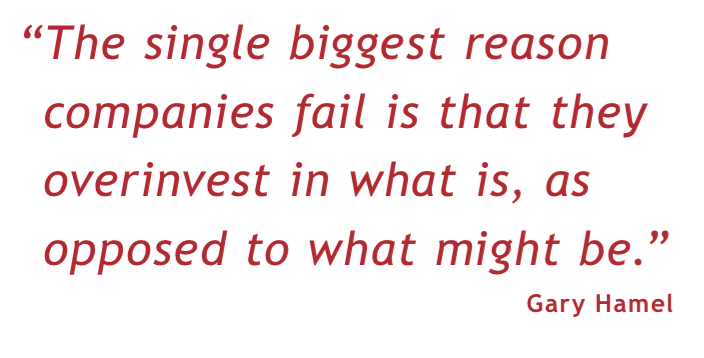 “The single biggest reason
companies fail is that they
overinvest in what is, as
opposed to what might be.”
Gary Hamel